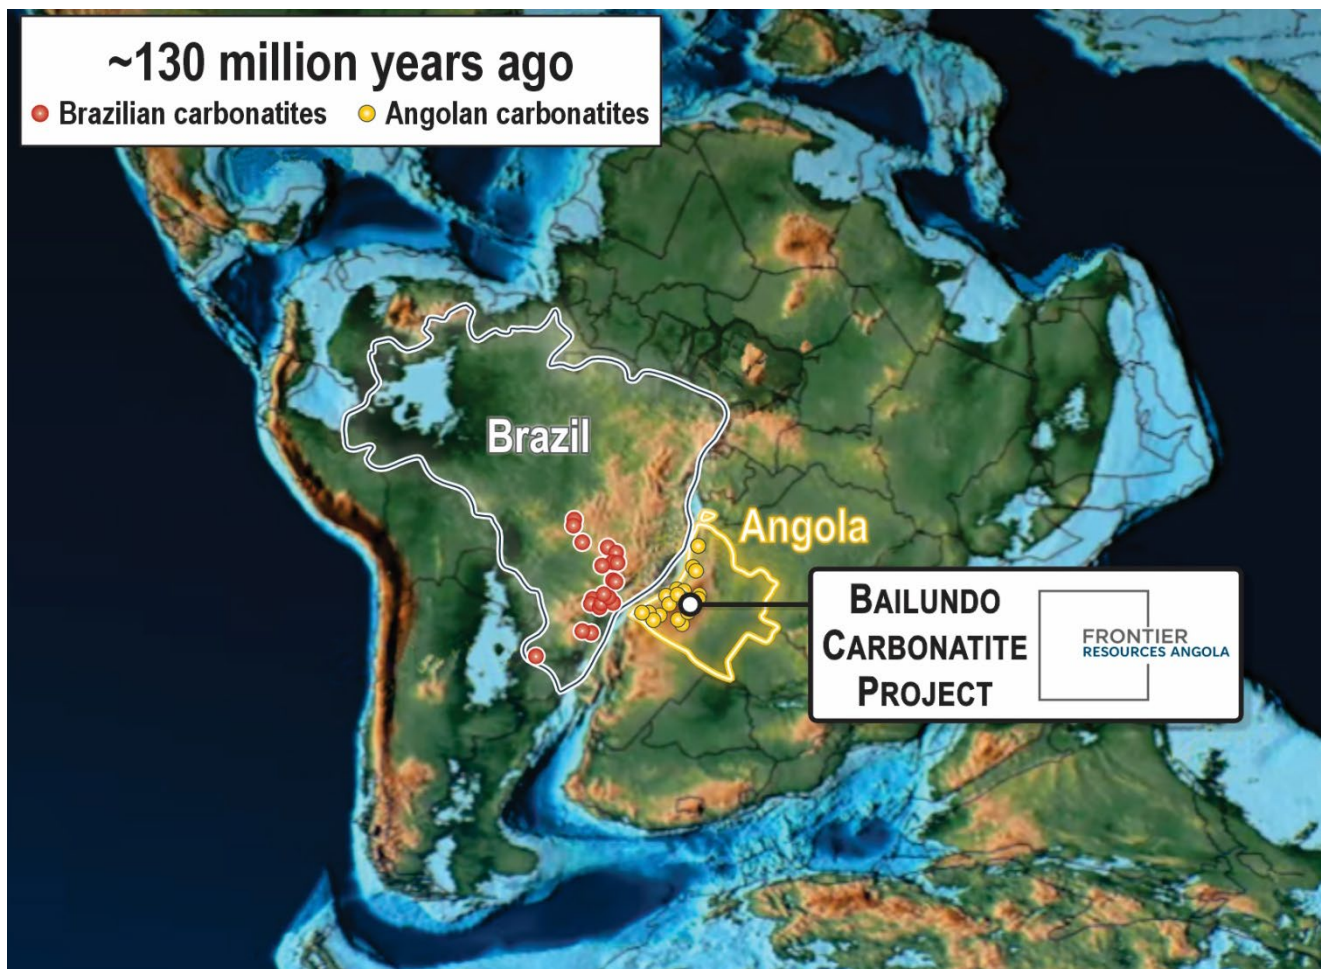 ~130 million years ago
Brazilian carbonatites
Angolan carbonatites
Brazil
Angola
BAILUNDO
CARBONATITE
PROJECT
FRONTIER
RESOURCES ANGOLA